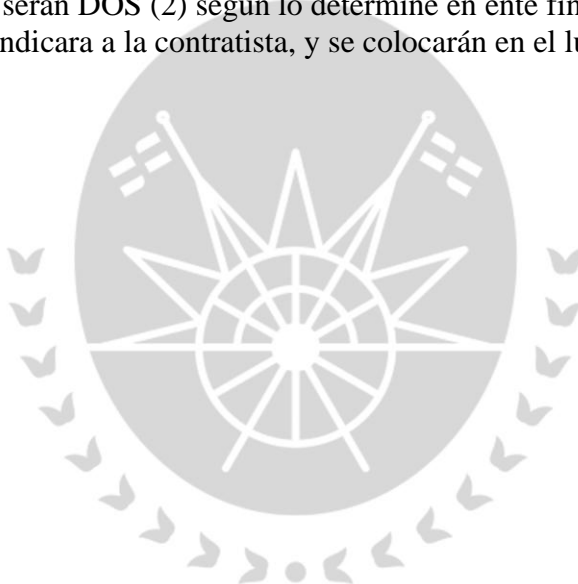 serán DOS (2) según lo determine en ente fin
ndicara a la contratista, y se colocarán en el lu